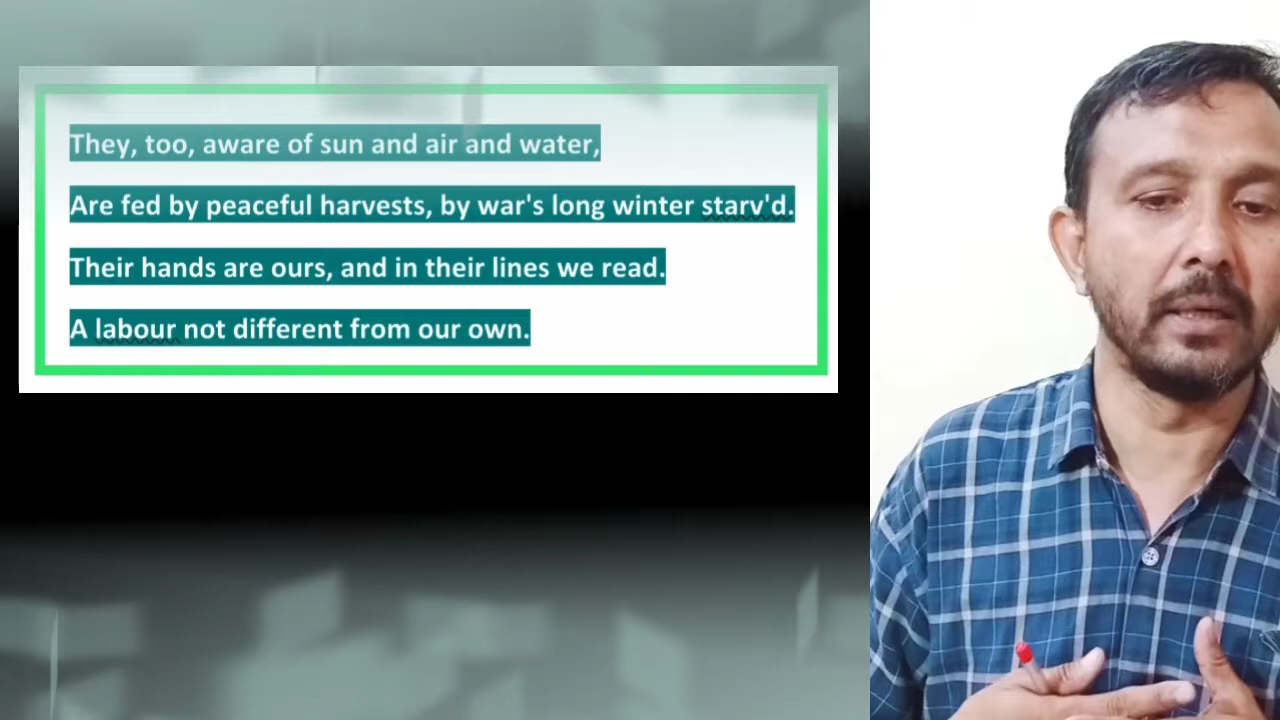 They, too, aware of sun and air and water,
Are fed by peaceful harvests, by war's long winter starv'd.
Their hands are ours, and in their lines we read.
A labour not different from our own.